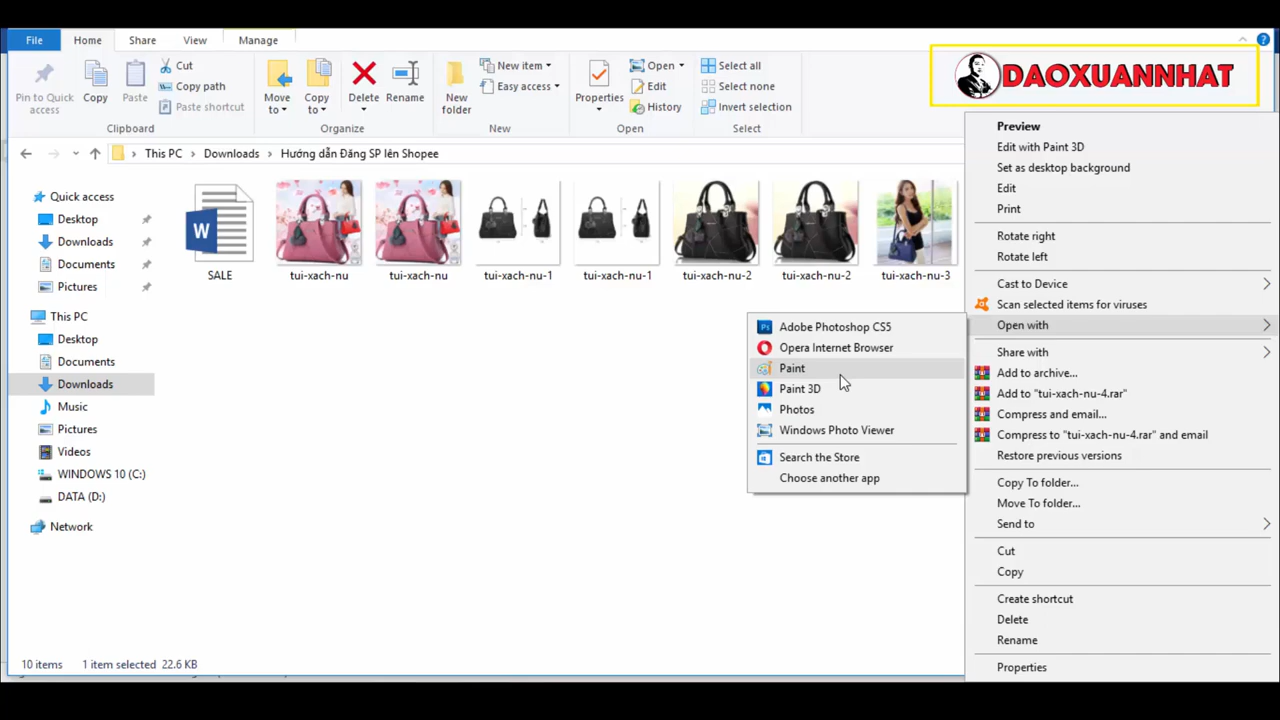 File
Home
Share
View
Manage
DAOXUANNHAT
Pin to Quick access
Copy
Paste
Cut
Copy path
Paste shortcut
Clipboard
Move to
Copy to
Delete
Rename
Organize
New folder
New item
Easy access
New
Properties
Open
Edit
History
Open
Select all
Select none
Invert selection
Select
This PC
Downloads
Hướng dẫn Đăng SP lên Shopee
Quick access
Desktop
Downloads
Documents
Pictures
This PC
Desktop
Documents
Downloads
Music
Pictures
Videos
WINDOWS 10 (C:)
DATA (D:)
Network
SALE
tui-xach-nu
tui-xach-nu
tui-xach-nu-1
tui-xach-nu-1
tui-xach-nu-2
tui-xach-nu-2
tui-xach-nu-3
Adobe Photoshop CS5
Opera Internet Browser
Paint
Paint 3D
Photos
Windows Photo Viewer
Search the Store
Choose another app
Preview
Edit with Paint 3D
Set as desktop background
Edit
Print
Rotate right
Rotate left
Cast to Device
Scan selected items for viruses
Open with
Share with
Add to archive...
Add to "tui-xach-nu-4.rar"
Compress and email...
Compress to "tui-xach-nu-4.rar" and email
Restore previous versions
Copy To folder...
Move To folder...
Send to
Cut
Copy
Create shortcut
Delete
Rename
Properties
10 items
1 item selected 22.6 KB